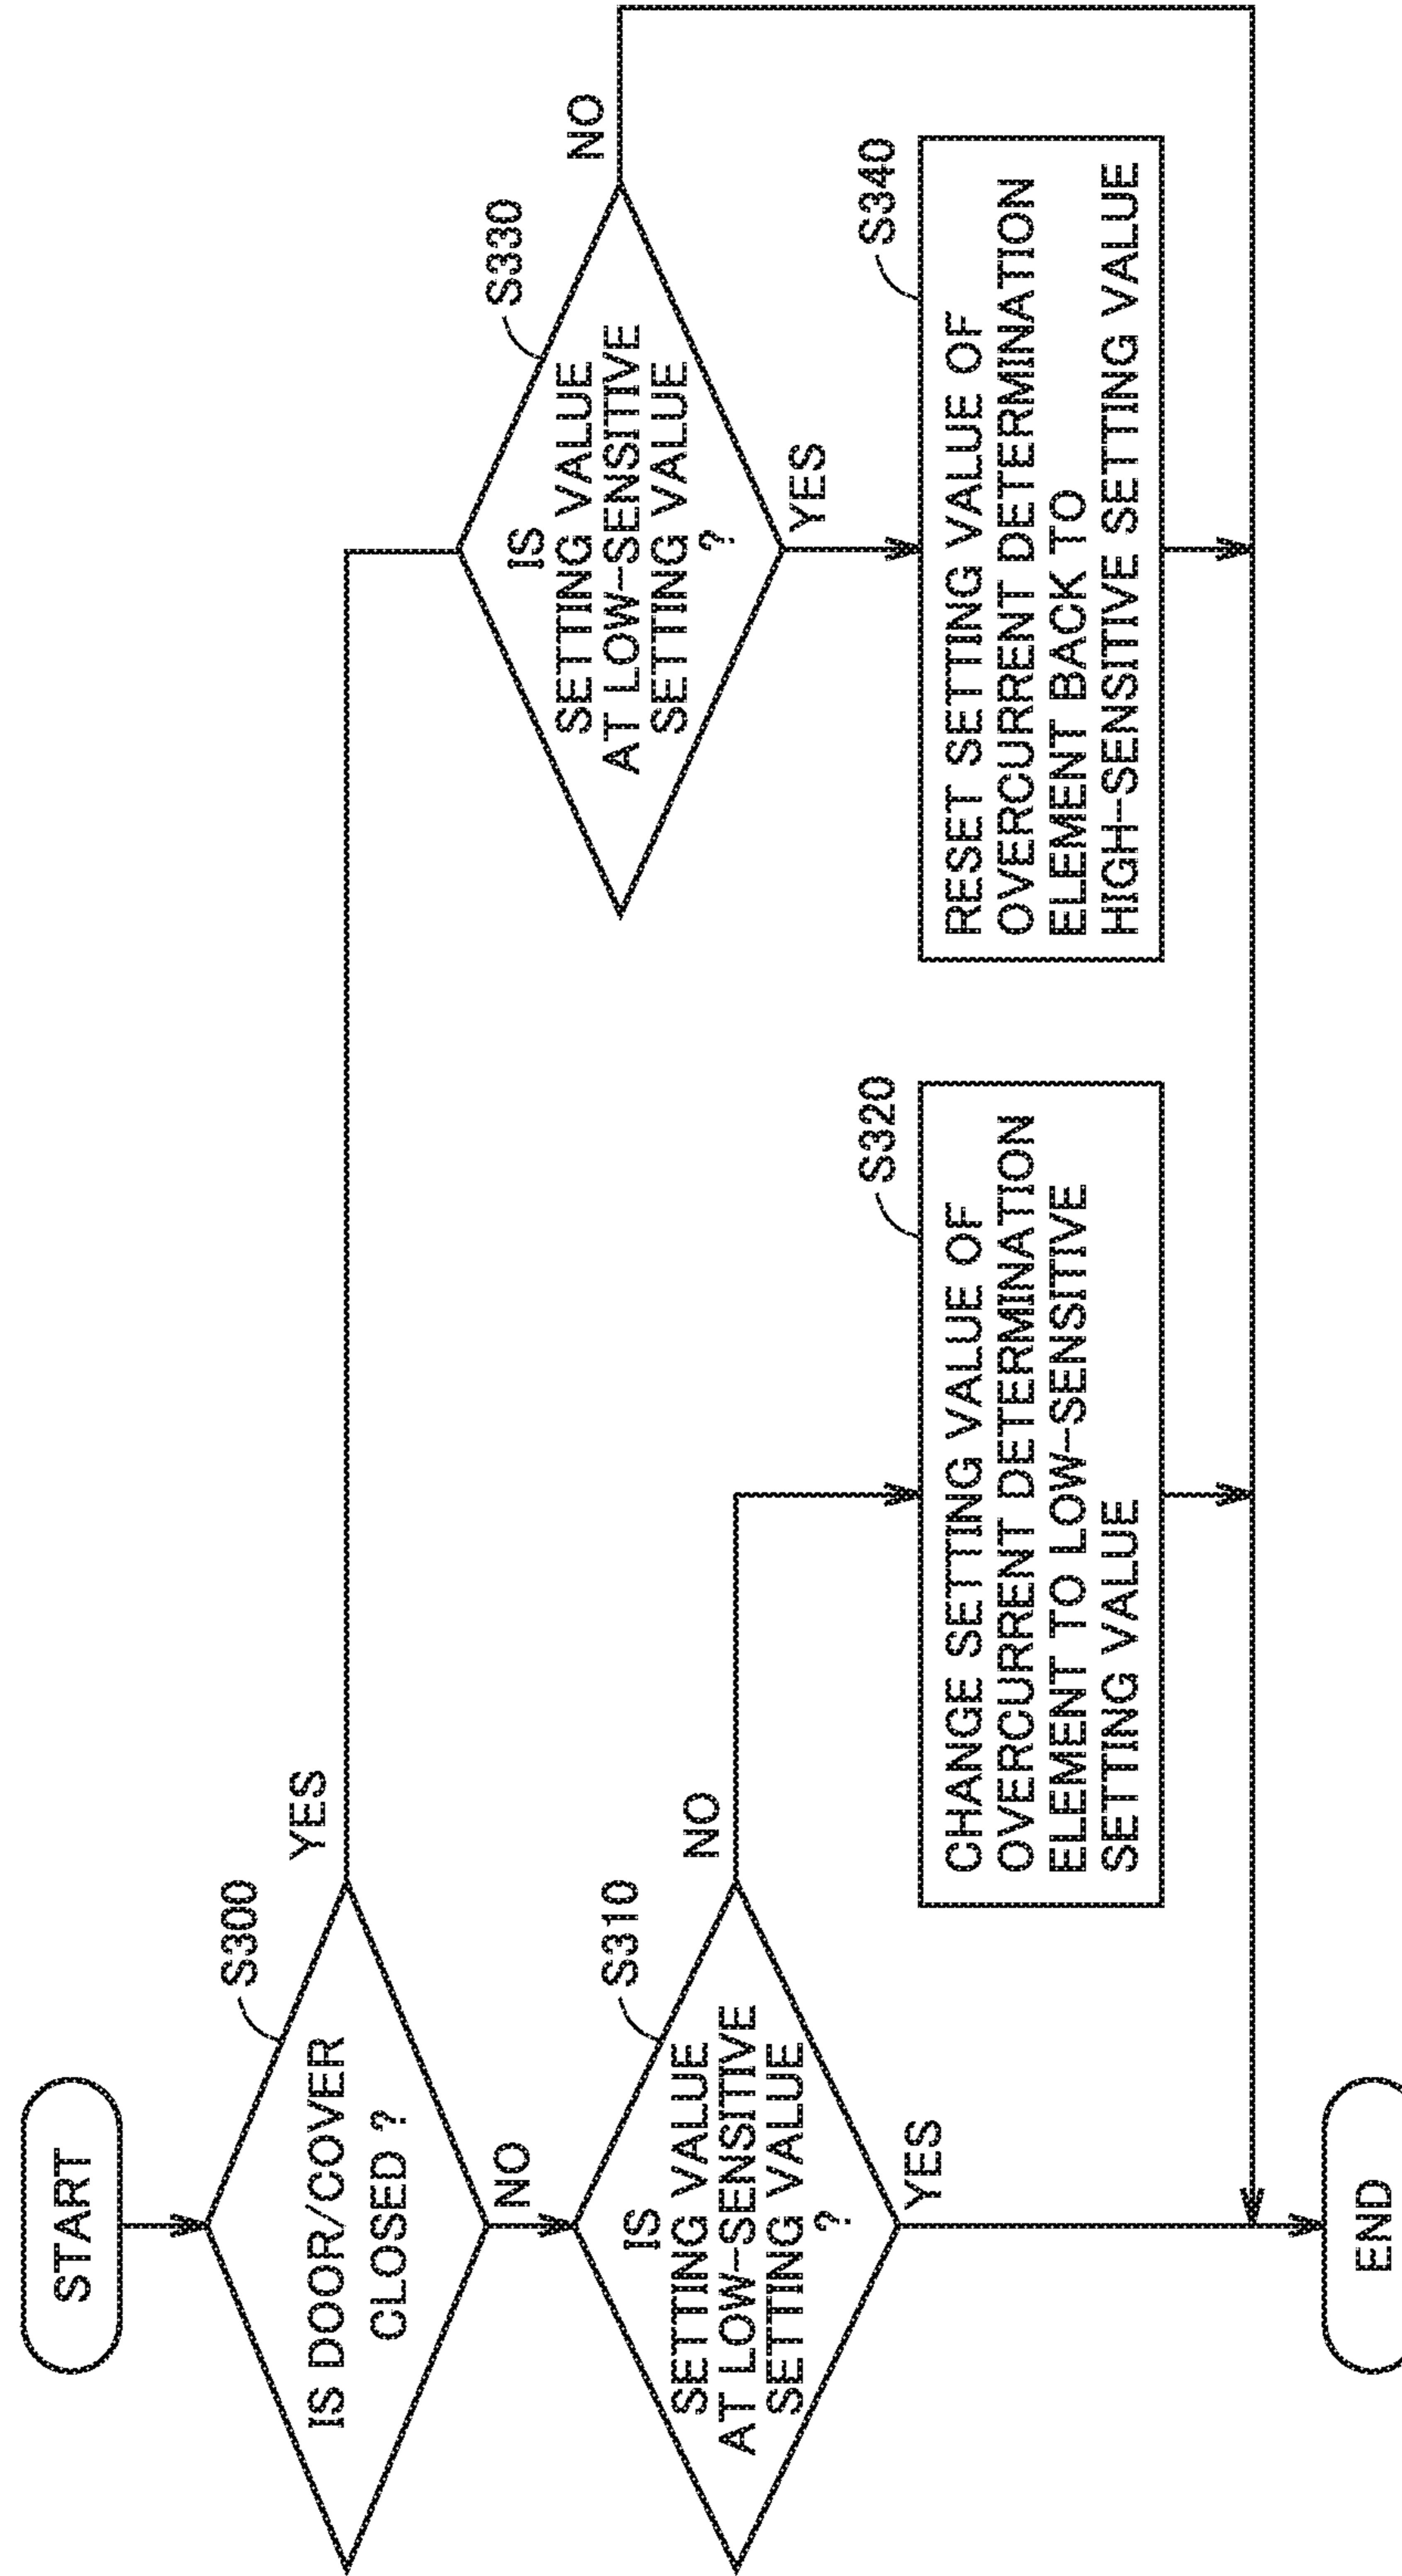 START
S300
IS DOOR/COVER
CLOSED ?
YES
NO
S310
IS
SETTING VALUE
AT LOW-SENSITIVE
SETTING VALUE
?
NO
YES
S320
CHANGE SETTING VALUE OF
OVERCURRENT DETERMINATION
ELEMENT TO LOW-SENSITIVE
SETTING VALUE
S330
IS
SETTING VALUE
AT LOW-SENSITIVE
SETTING VALUE
?
NO
YES
S340
RESET SETTING VALUE OF
OVERCURRENT DETERMINATION
ELEMENT BACK TO
HIGH-SENSITIVE SETTING VALUE
END